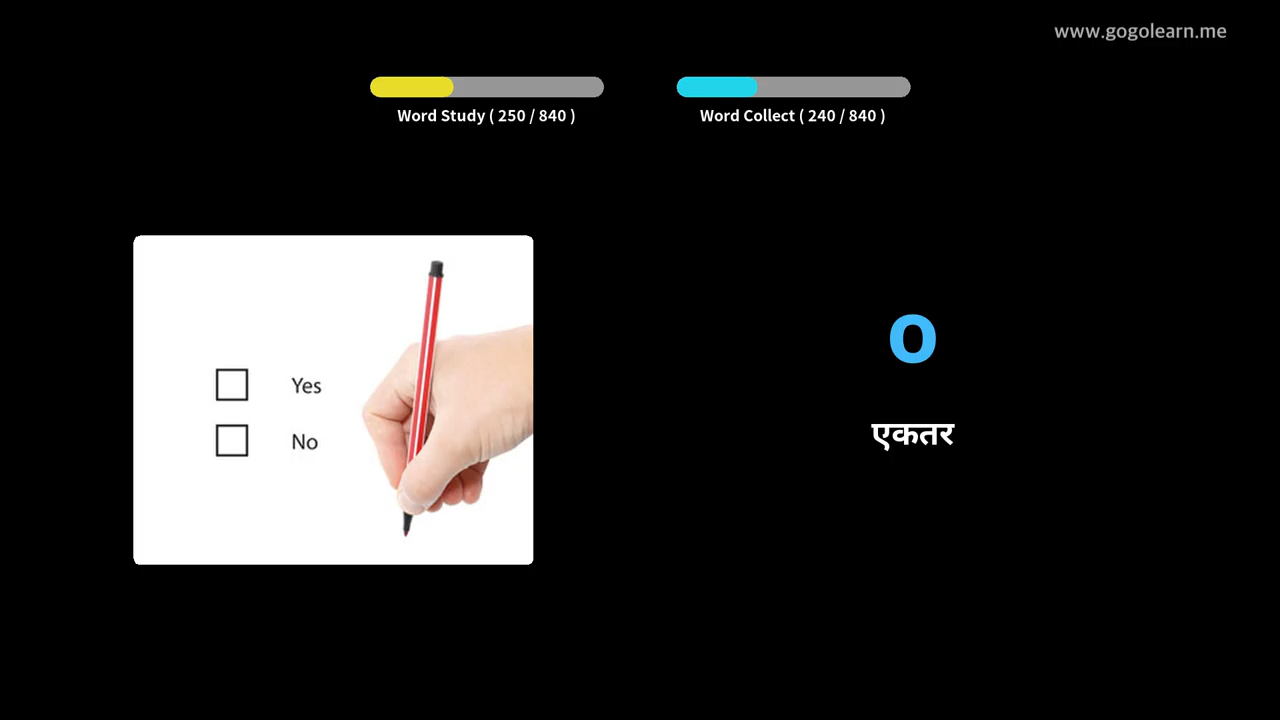 www.gogolearn.me
Word Study ( 250 / 840 )
Word Collect ( 240 / 840 )
Yes
No
o
एकतर